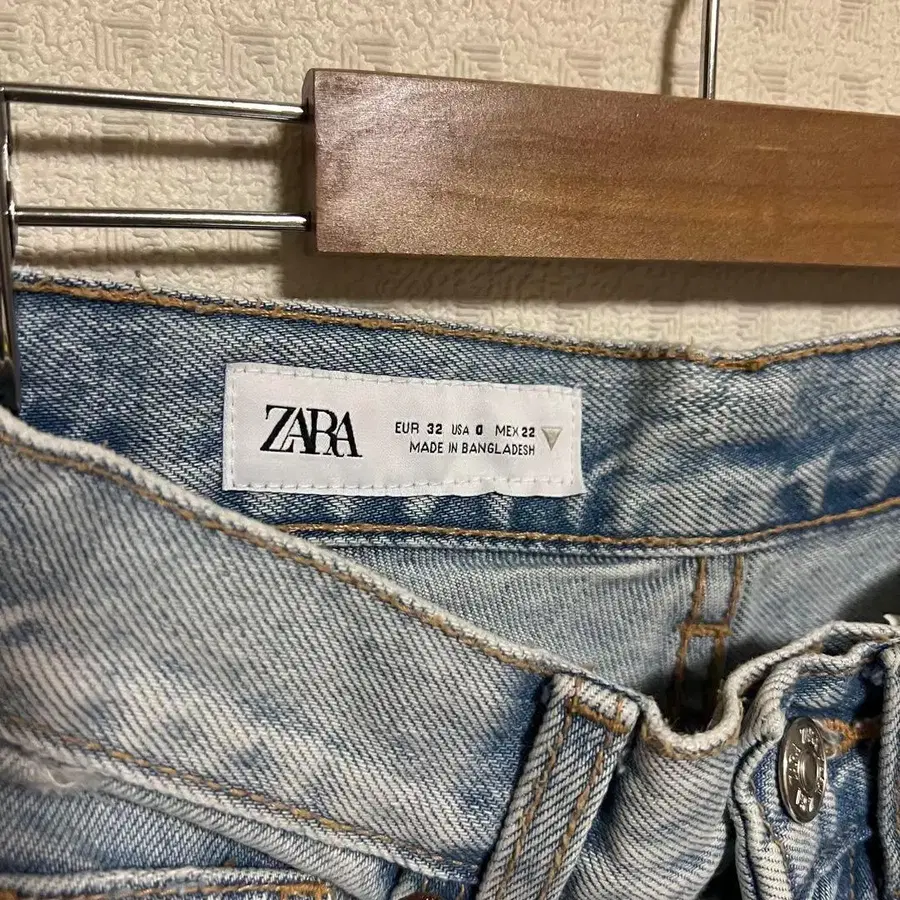 ZARA
EUR 32 USA 0 MEX 22
MADE IN BANGLADESH